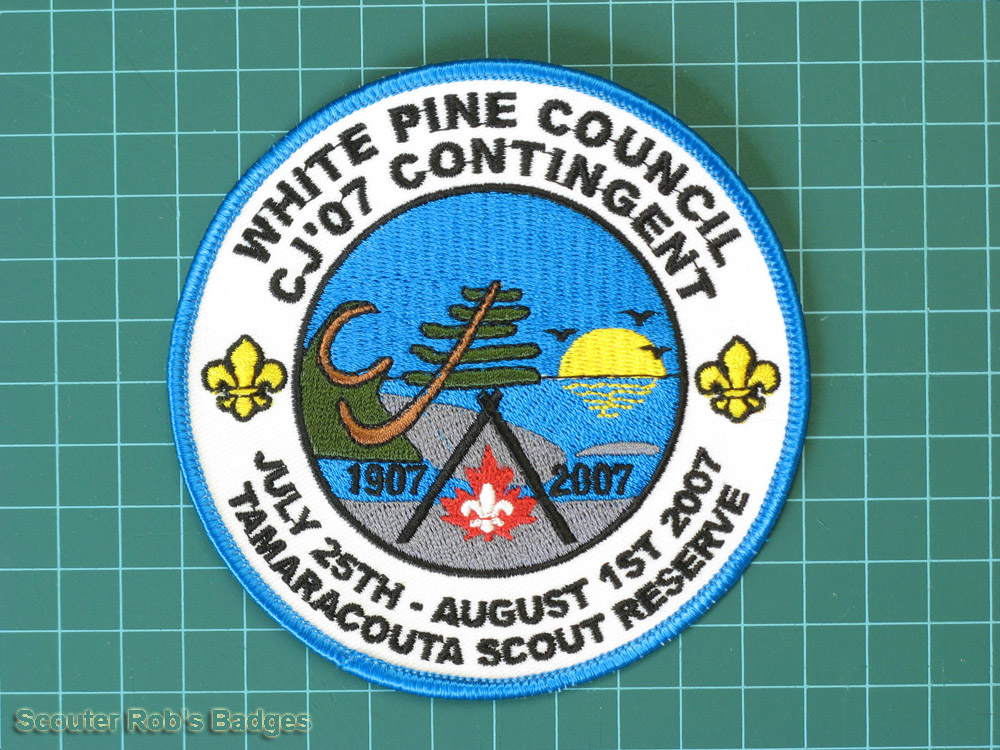 WHITE PINE COUNCIL
CJ'07 CONTINGENT
CJ
1907 2007
JULY 25TH - AUGUST 1ST 2007
TAMARACOUTA SCOUT RESERVE
Scouter Rob's Badges